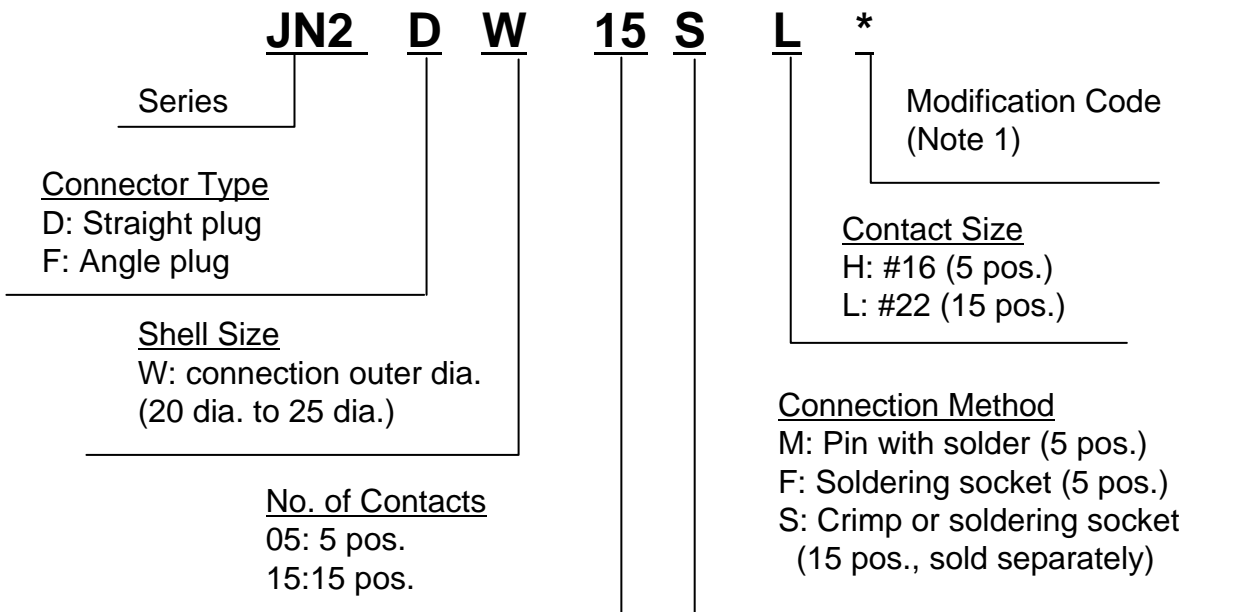 JN2 D W 15 S L *
Series
Modification Code
(Note 1)
Connector Type
D: Straight plug
F: Angle plug
Contact Size
H: #16 (5 pos.)
L: #22 (15 pos.)
Shell Size
W: connection outer dia.
(20 dia. to 25 dia.)
Connection Method
M: Pin with solder (5 pos.)
F: Soldering socket (5 pos.)
S: Crimp or soldering socket
(15 pos., sold separately)
No. of Contacts
05: 5 pos.
15:15 pos.